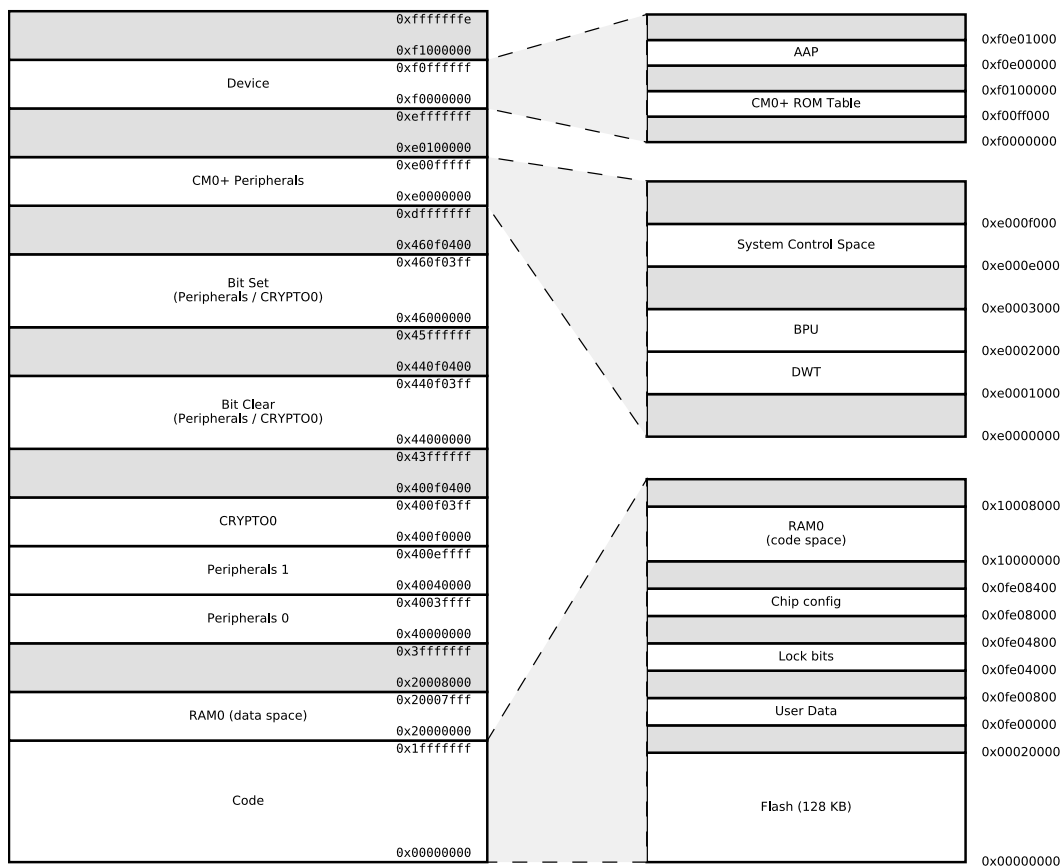 0xfffffffe
0xf1000000
0xf0ffffff
Device
0xf0000000
0xefffffff
0xe0100000
0xe00fffff
CM0+ Peripherals
0xe0000000
0xdfffffff
0x460f0400
0x460f03ff
Bit Set
(Peripherals / CRYPTO0)
0x46000000
0x45ffffff
0x440f0400
0x440f03ff
Bit Clear
(Peripherals / CRYPTO0)
0x44000000
0x43ffffff
0x400f0400
0x400f03ff
CRYPTO0
0x400f0000
0x400effff
Peripherals 1
0x40040000
0x4003ffff
Peripherals 0
0x40000000
0x3fffffff
0x20008000
0x20007fff
RAM0 (data space)
0x20000000
0x1fffffff
Code
0x00000000
0xf0e01000
AAP
0xf0e00000
0xf0100000
CM0+ ROM Table
0xf00ff000
0xf0000000
0xe000f000
System Control Space
0xe000e000
0xe0003000
BPU
0xe0002000
DWT
0xe0001000
0xe0000000
0x10008000
RAM0
(code space)
0x10000000
0x0fe08400
Chip config
0x0fe08000
0x0fe04800
Lock bits
0x0fe04000
0x0fe00800
User Data
0x0fe00000
0x00020000
Flash (128 KB)
0x00000000